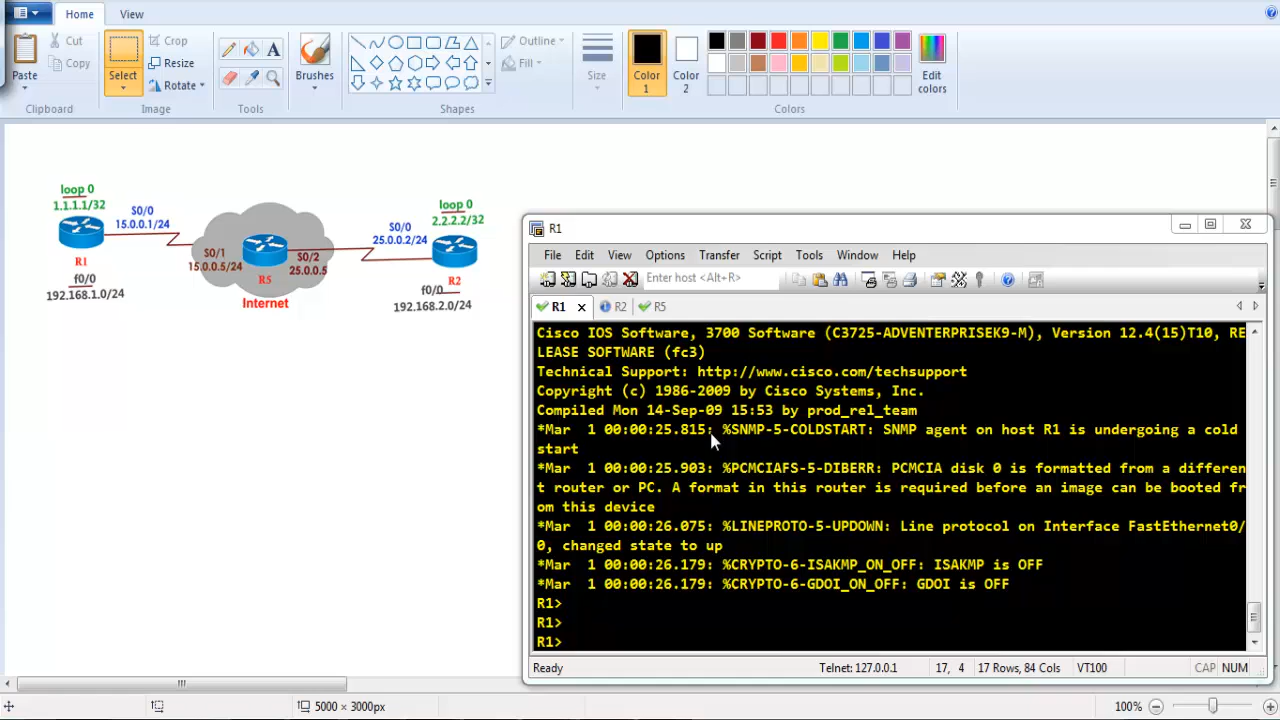 Home
View
Paste
Cut
Copy
Clipboard
Select
Crop
Resize
Rotate
Image
A
Tools
Brushes
Shapes
Outline
Fill
Size
Color
1
Color
2
Edit
colors
Colors
loop 0
1.1.1.1/32
S0/0
15.0.0.1/24
R1
f0/0
192.168.1.0/24
S0/1
15.0.0.5/24
R5
S0/2
25.0.0.5
Internet
S0/0
25.0.0.2/24
loop 0
2.2.2.2/32
R2
f0/0
192.168.2.0/24
R1
File Edit View Options Transfer Script Tools Window Help
Enter host <Alt+R>
R1 R2 R5
Cisco IOS Software, 3700 Software (C3725-ADVENTERPRISEK9-M), Version 12.4(15)T10, RE
LEASE SOFTWARE (fc3)
Technical Support: http://www.cisco.com/techsupport
Copyright (c) 1986-2009 by Cisco Systems, Inc.
Compiled Mon 14-Sep-09 15:53 by prod_rel_team
*Mar  1 00:00:25.815: %SNMP-5-COLDSTART: SNMP agent on host R1 is undergoing a cold
start
*Mar  1 00:00:25.903: %PCMCIAFS-5-DIBERR: PCMCIA disk 0 is formatted from a differen
t router or PC. A format in this router is required before an image can be booted fr
om this device
*Mar  1 00:00:26.075: %LINEPROTO-5-UPDOWN: Line protocol on Interface FastEthernet0/
0, changed state to up
*Mar  1 00:00:26.179: %CRYPTO-6-ISAKMP_ON_OFF: ISAKMP is OFF
*Mar  1 00:00:26.179: %CRYPTO-6-GDOI_ON_OFF: GDOI is OFF
R1>
R1>
R1>
Ready
Telnet: 127.0.0.1
17, 4
17 Rows, 84 Cols
VT100
CAP NUM
5000 × 3000px
100%